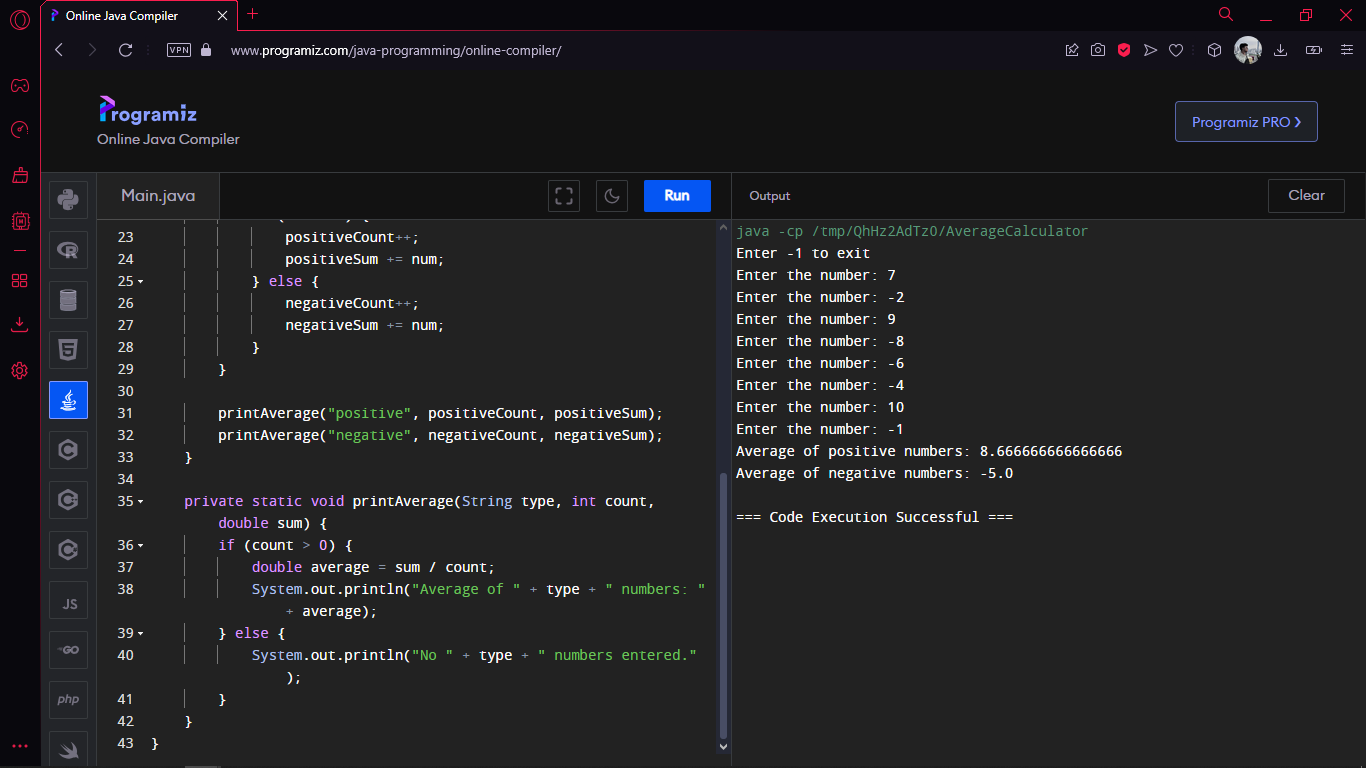 Online Java Compiler
VPN
www.programiz.com/java-programming/online-compiler/
Programiz
Online Java Compiler
Programiz PRO ❯
Main.java
Run
Output
Clear
23 positiveCount++;
24 positiveSum += num;
25 } else {
26 negativeCount++;
27 negativeSum += num;
28 }
29 }
30
31 printAverage("positive", positiveCount, positiveSum);
32 printAverage("negative", negativeCount, negativeSum);
33 }
34
35 private static void printAverage(String type, int count,
double sum) {
36 if (count > 0) {
37 double average = sum / count;
38 System.out.println("Average of " + type + " numbers: "
+ average);
39 } else {
40 System.out.println("No " + type + " numbers entered."
);
41 }
42 }
43 }
JS
GO
php
java -cp /tmp/QhHz2AdTzO/AverageCalculator
Enter -1 to exit
Enter the number: 7
Enter the number: -2
Enter the number: 9
Enter the number: -8
Enter the number: -6
Enter the number: -4
Enter the number: 10
Enter the number: -1
Average of positive numbers: 8.666666666666666
Average of negative numbers: -5.0
=== Code Execution Successful ===